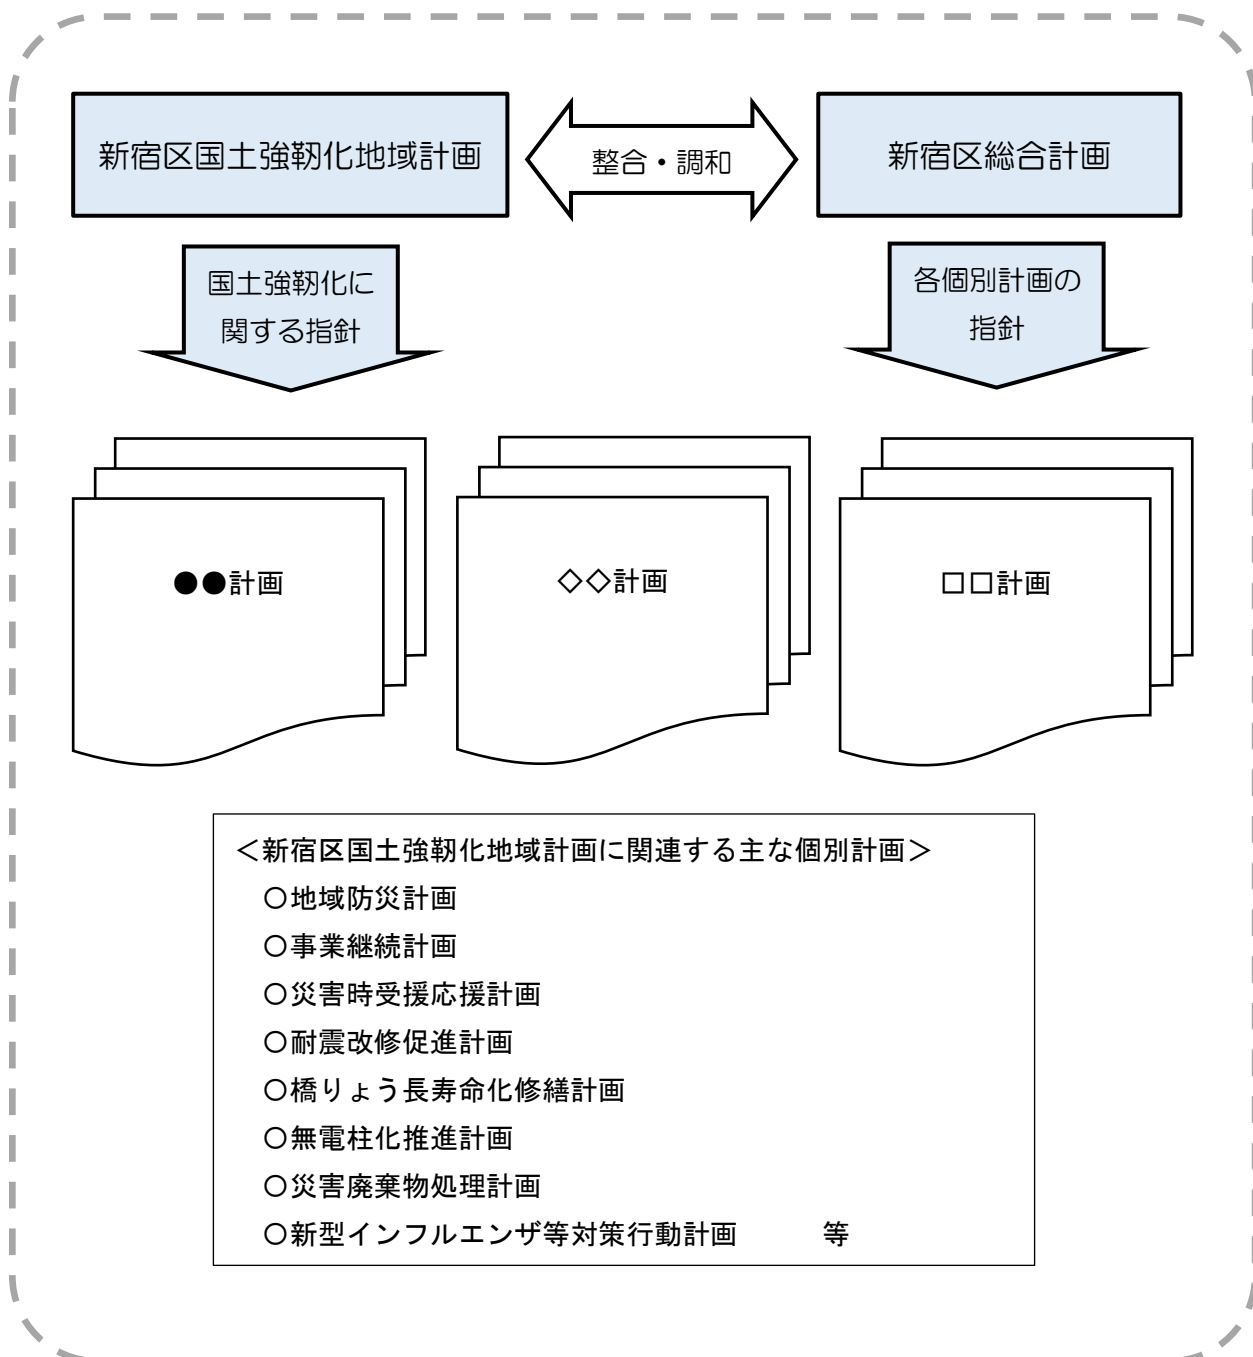 新宿区国土強靭化地域計画
整合・調和
新宿区総合計画
国土強靭化に
関する指針
各個別計画の
指針
●●計画
◇◇計画
□□計画
＜新宿区国土強靭化地域計画に関連する主な個別計画＞
○地域防災計画
○事業継続計画
○災害時受援応援計画
○耐震改修促進計画
○橋りょう長寿命化修繕計画
○無電柱化推進計画
○災害廃棄物処理計画
○新型インフルエンザ等対策行動計画　　　等